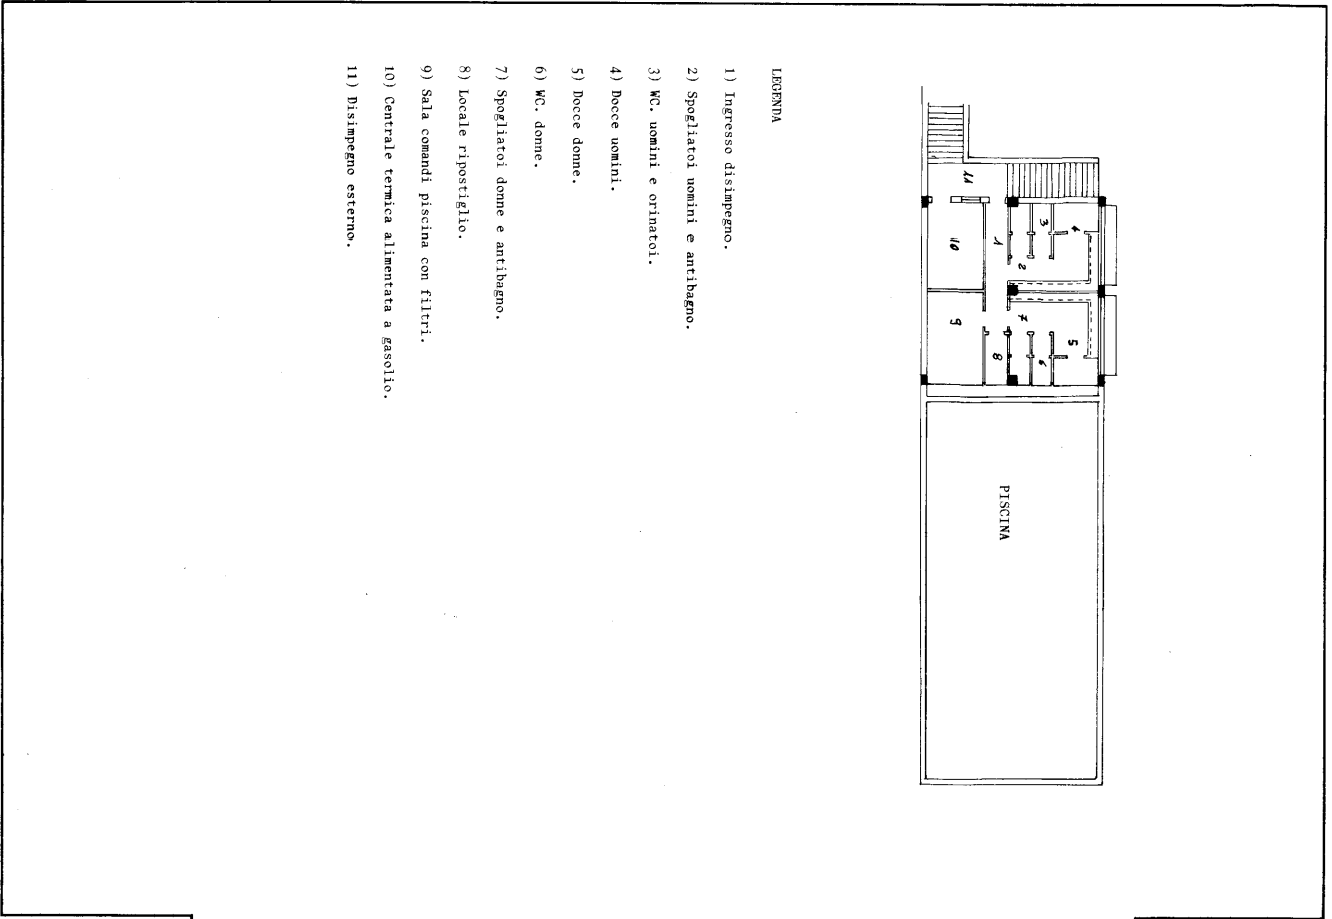 11
10
9
1
8
3
2
4
7
6
5
PISCINA
LEGENDA
1) Ingresso disimpegno.
2) Spogliatoi uomini e antibagno.
3) WC. uomini e orinatoi.
4) Docce uomini.
5) Docce donne.
6) WC. donne.
7) Spogliatoi donne e antibagno.
8) Locale ripostiglio.
9) Sala comandi piscina con filtri.
10) Centrale termica alimentata a gasolio.
11) Disimpegno esterno.